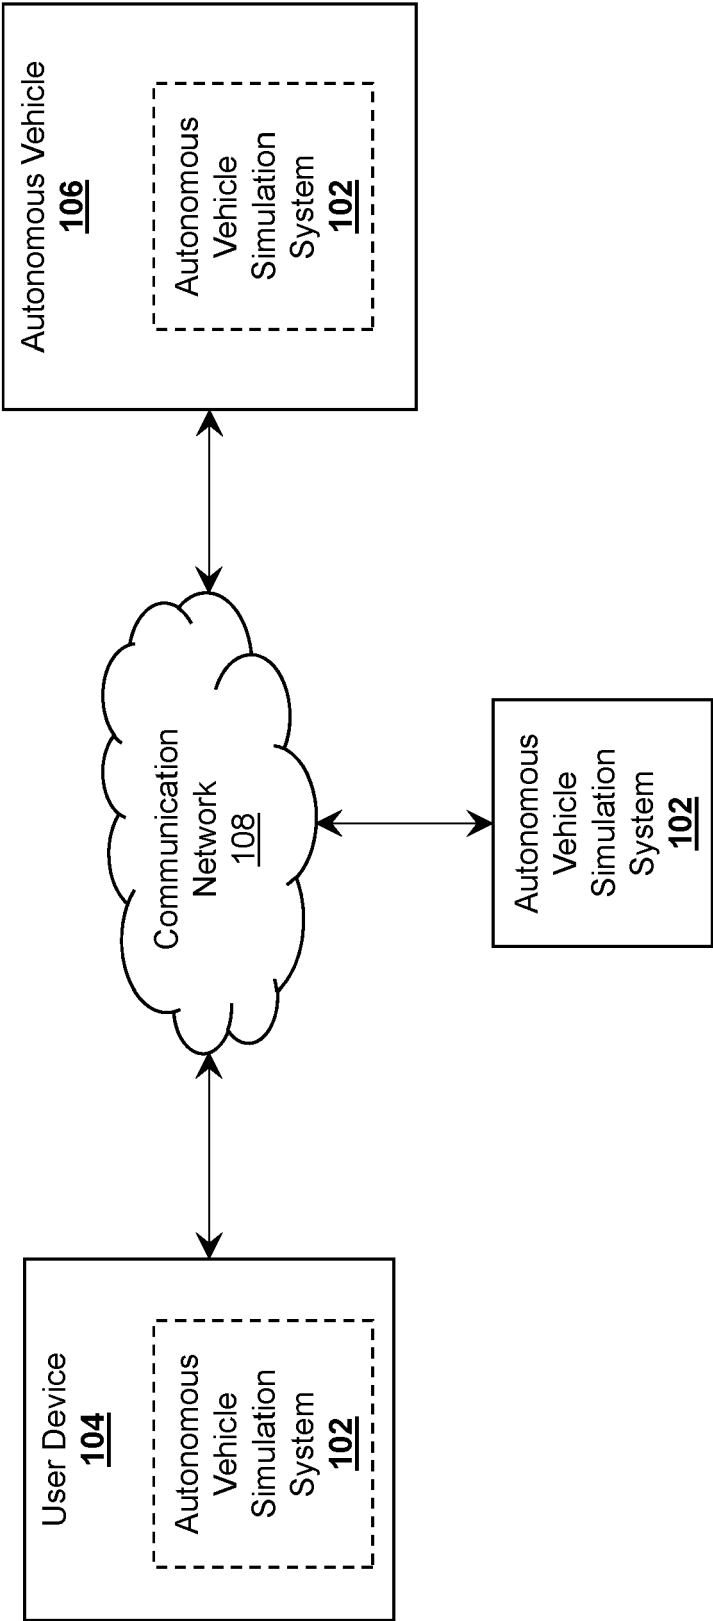 User Device
104
Autonomous
Vehicle
Simulation
System
102
Communication
Network
108
Autonomous Vehicle
106
Autonomous
Vehicle
Simulation
System
102
Autonomous
Vehicle
Simulation
System
102